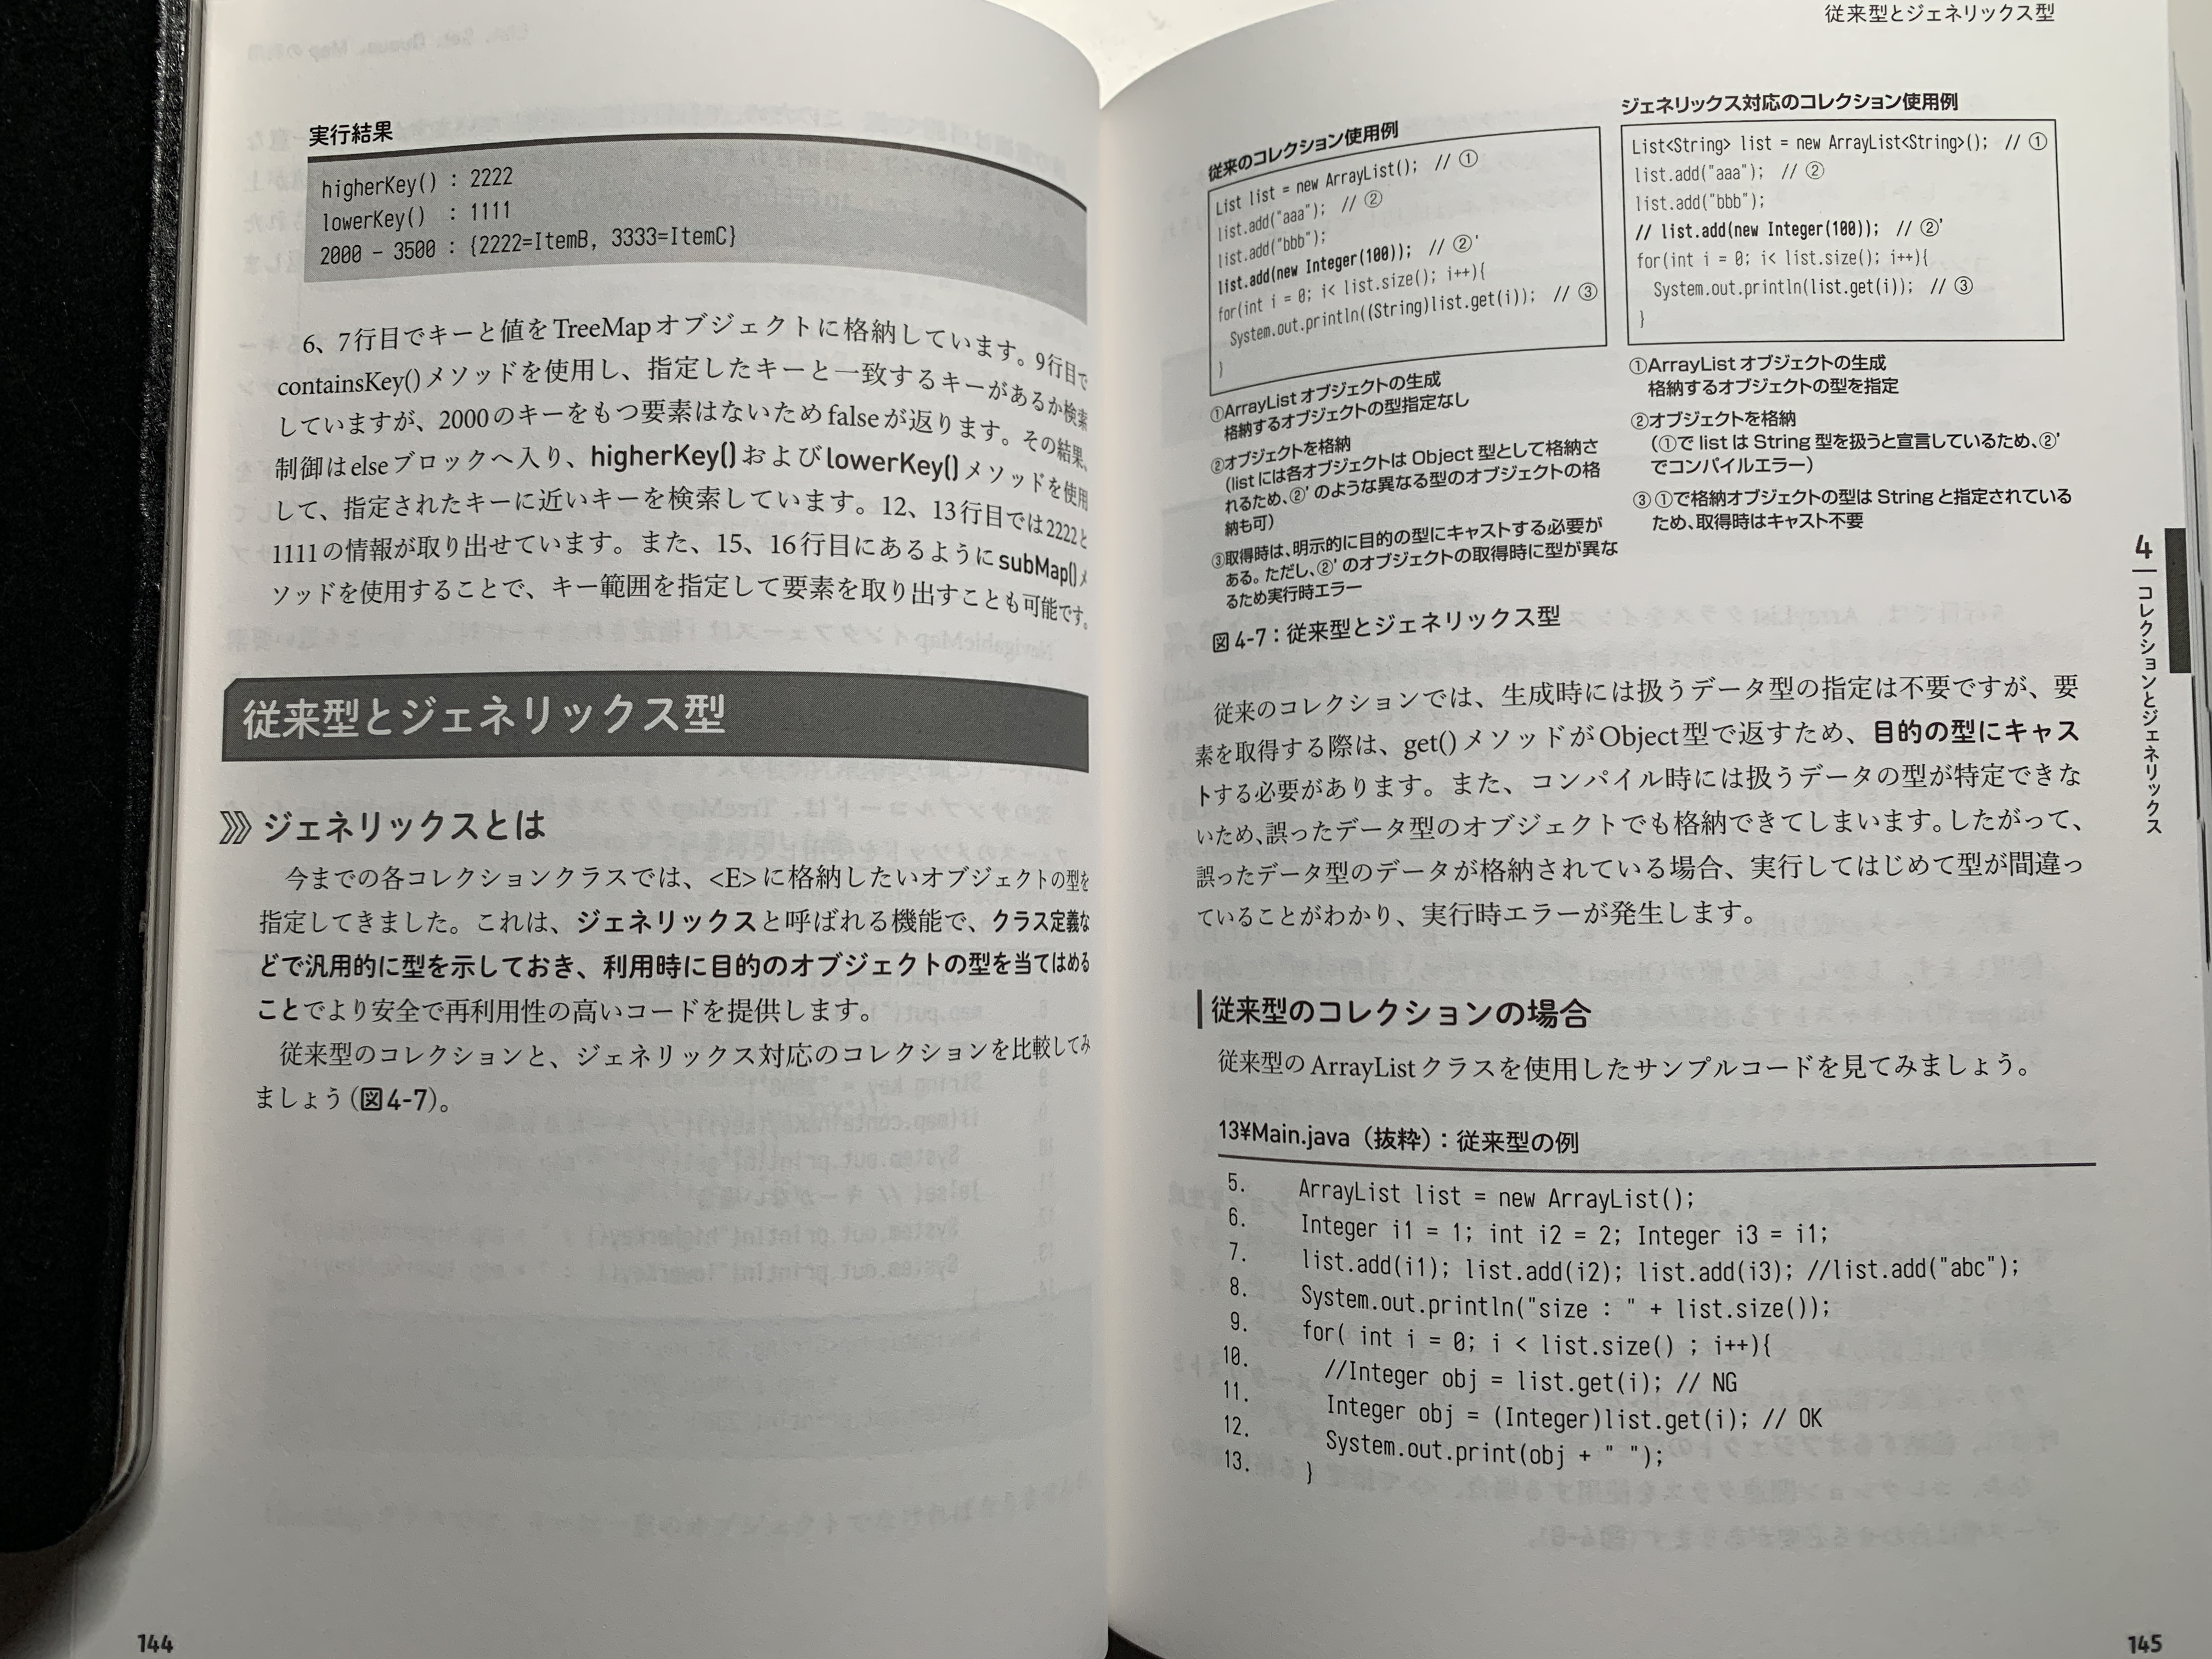 実行結果
higherKey() : 2222
lowerKey()  : 1111
2000 - 3500 : {2222=ItemB, 3333=ItemC}
6、7行目でキーと値をTreeMapオブジェクトに格納しています。9行目で
containsKey()メソッドを使用し、指定したキーと一致するキーがあるか検索
していますが、2000のキーをもつ要素はないためfalseが返ります。その結果、
制御はelseブロックへ入り、higherKey()およびlowerKey()メソッドを使用
して、指定されたキーに近いキーを検索しています。12、13行目では2222と
1111の情報が取り出せています。また、15、16行目にあるようにsubMap()メ
ソッドを使用することで、キー範囲を指定して要素を取り出すことも可能です。
従来型とジェネリックス型
ジェネリックスとは
今までの各コレクションクラスでは、<E>に格納したいオブジェクトの型を
指定してきました。これは、ジェネリックスと呼ばれる機能で、クラス定義な
どで汎用的に型を示しておき、利用時に目的のオブジェクトの型を当てはめる
ことでより安全で再利用性の高いコードを提供します。
従来型のコレクションと、ジェネリックス対応のコレクションを比較してみ
ましょう(図4-7)。
144
従来型とジェネリックス型
従来のコレクション使用例
List list = new ArrayList(); // ①
list.add("aaa"); // ②
list.add("bbb");
list.add(new Integer(100)); // ②'
for(int i = 0; i< list.size(); i++){
System.out.println((String)list.get(i)); // ③
}
①ArrayListオブジェクトの生成
格納するオブジェクトの型指定なし
②オブジェクトを格納
(listには各オブジェクトはObject型として格納さ
れるため、②'のような異なる型のオブジェクトの格
納も可)
③取得時は、明示的に目的の型にキャストする必要が
ある。ただし、②'のオブジェクトの取得時に型が異な
るため実行時エラー
ジェネリックス対応のコレクション使用例
List<String> list = new ArrayList<String>(); // ①
list.add("aaa"); // ②
list.add("bbb");
// list.add(new Integer(100)); // ②'
for(int i = 0; i< list.size(); i++){
System.out.println(list.get(i)); // ③
}
①ArrayListオブジェクトの生成
格納するオブジェクトの型を指定
②オブジェクトを格納
(①でlistはString型を扱うと宣言しているため、②'
でコンパイルエラー)
③①で格納オブジェクトの型はStringと指定されている
ため、取得時はキャスト不要
図4-7：従来型とジェネリックス型
従来のコレクションでは、生成時には扱うデータ型の指定は不要ですが、要
素を取得する際は、get()メソッドがObject型で返すため、目的の型にキャス
トする必要があります。また、コンパイル時には扱うデータの型が特定できな
いため、誤ったデータ型のオブジェクトでも格納できてしまいます。したがって、
誤ったデータ型のデータが格納されている場合、実行してはじめて型が間違っ
ていることがわかり、実行時エラーが発生します。
従来型のコレクションの場合
従来型のArrayListクラスを使用したサンプルコードを見てみましょう。
13¥Main.java（抜粋）：従来型の例
5. ArrayList list = new ArrayList();
6. Integer i1 = 1; int i2 = 2; Integer i3 = i1;
7. list.add(i1); list.add(i2); list.add(i3); //list.add("abc");
8. System.out.println("size : " + list.size());
9. for( int i = 0; i < list.size() ; i++){
10. //Integer obj = list.get(i); // NG
11. Integer obj = (Integer)list.get(i); // OK
12. System.out.print(obj + " ");
13. }
4
コレクションとジェネリックス
145